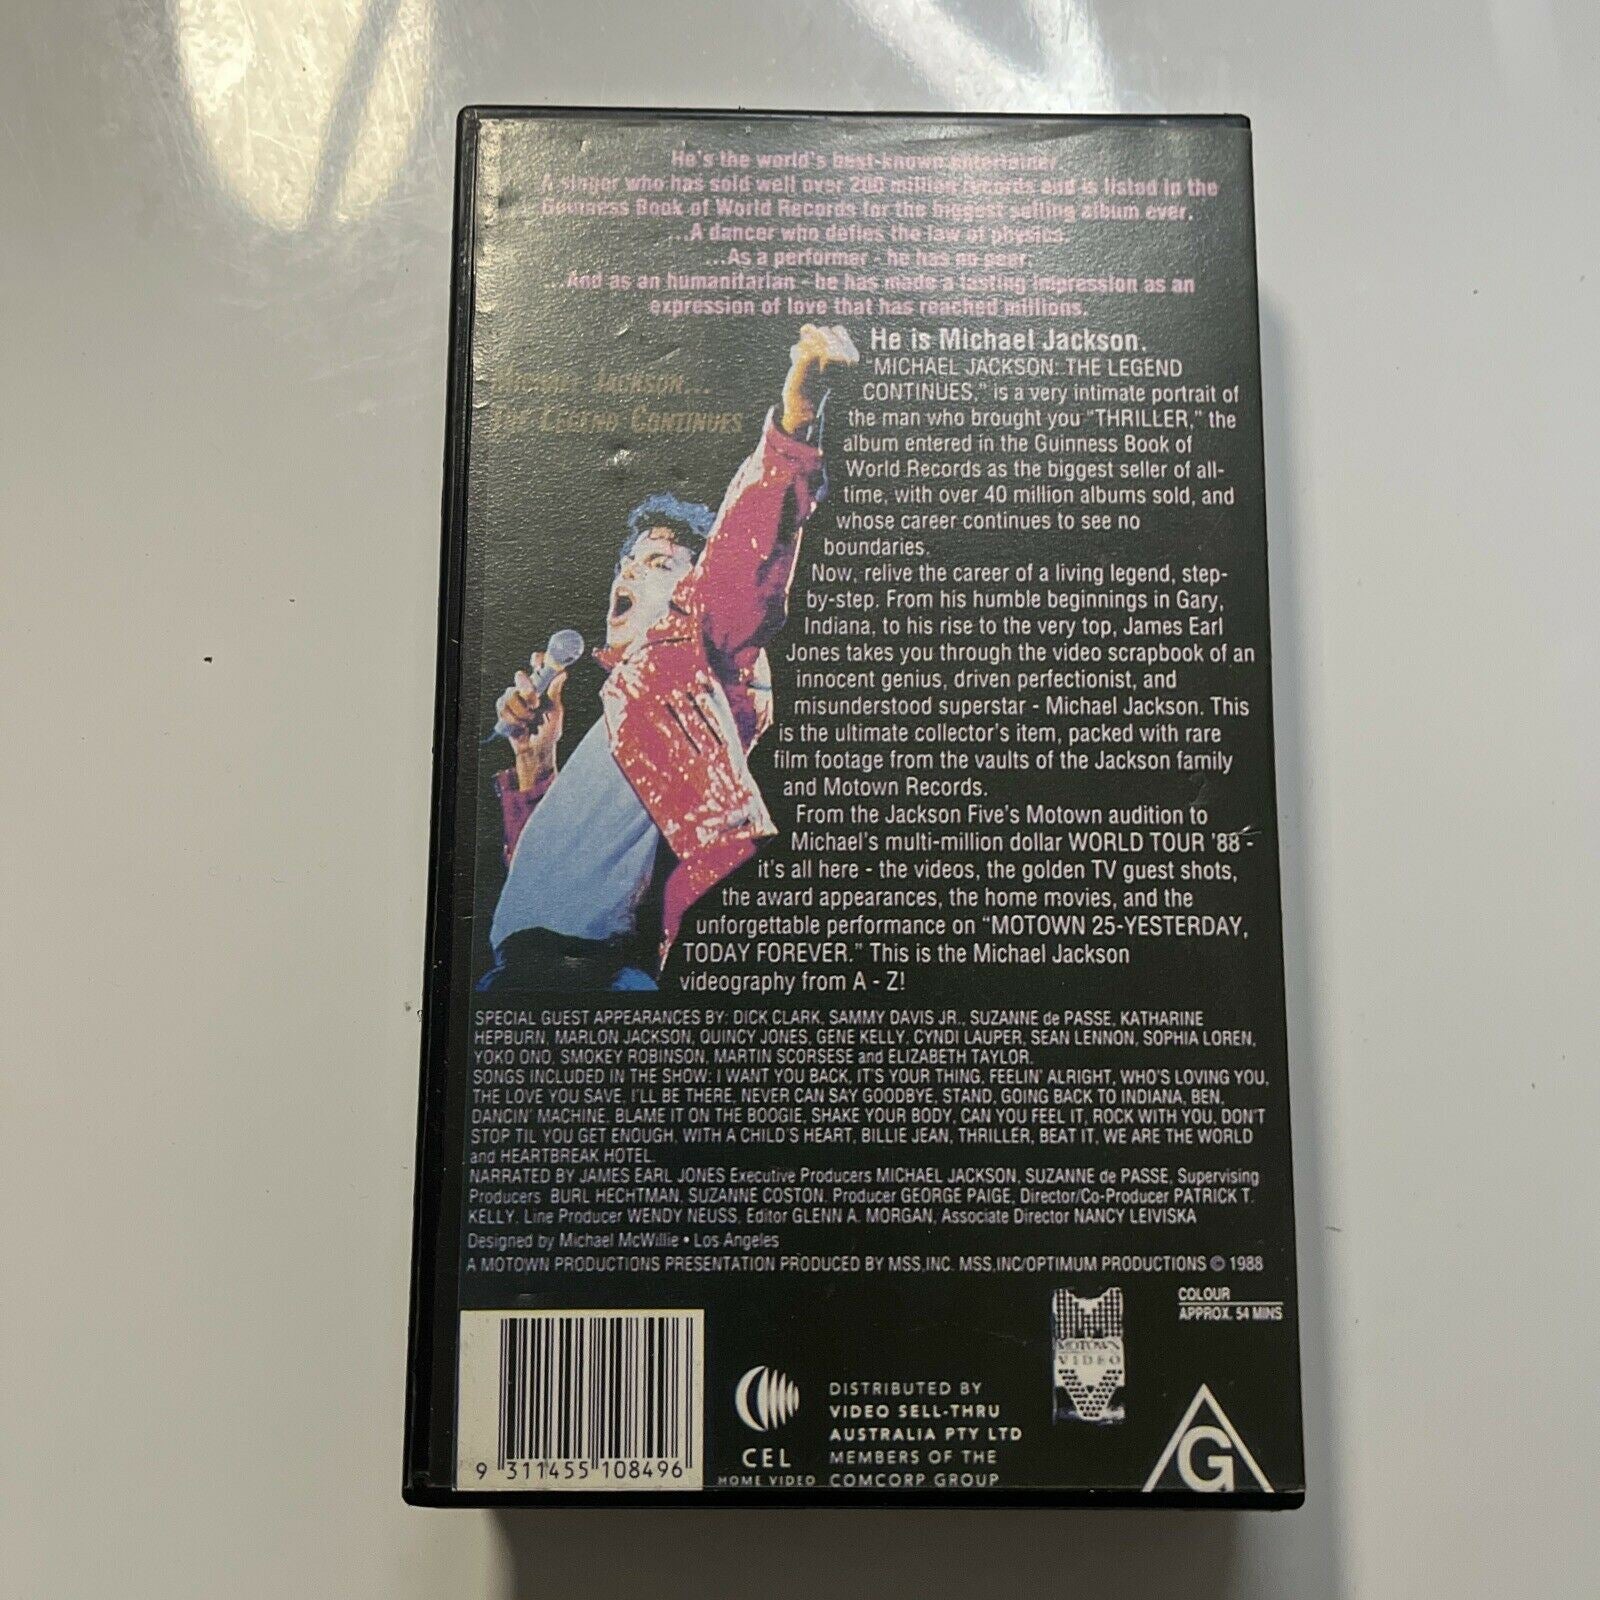 He's the world's best-known entertainer
A singer who has sold well over 200 million records and is listed in the
Guinness Book of World Records for the biggest selling album ever.
...A dancer who defies the law of physics.
...As a performer - he has no peer.
...And as an humanitarian - he has made a lasting impression as an
expression of love that has reached millions.
He is Michael Jackson.
MICHAEL JACKSON...
THE LEGEND CONTINUES
"MICHAEL JACKSON: THE LEGEND
CONTINUES," is a very intimate portrait of
the man who brought you "THRILLER," the
album entered in the Guinness Book of
World Records as the biggest seller of all-
time, with over 40 million albums sold, and
whose career continues to see no
boundaries.
Now, relive the career of a living legend, step-
by-step. From his humble beginnings in Gary,
Indiana, to his rise to the very top, James Earl
Jones takes you through the video scrapbook of an
innocent genius, driven perfectionist, and
misunderstood superstar - Michael Jackson. This
is the ultimate collector's item, packed with rare
film footage from the vaults of the Jackson family
and Motown Records.
From the Jackson Five's Motown audition to
Michael's multi-million dollar WORLD TOUR '88 -
it's all here - the videos, the golden TV guest shots,
the award appearances, the home movies, and the
unforgettable performance on "MOTOWN 25-YESTERDAY,
TODAY FOREVER." This is the Michael Jackson
videography from A - Z!
SPECIAL GUEST APPEARANCES BY: DICK CLARK, SAMMY DAVIS JR., SUZANNE de PASSE, KATHARINE
HEPBURN, MARLON JACKSON, QUINCY JONES, GENE KELLY, CYNDI LAUPER, SEAN LENNON, SOPHIA LOREN,
YOKO ONO, SMOKEY ROBINSON, MARTIN SCORSESE and ELIZABETH TAYLOR.
SONGS INCLUDED IN THE SHOW: I WANT YOU BACK, IT'S YOUR THING, FEELIN' ALRIGHT, WHO'S LOVING YOU,
THE LOVE YOU SAVE, I'LL BE THERE, NEVER CAN SAY GOODBYE, STAND, GOING BACK TO INDIANA, BEN,
DANCIN' MACHINE, BLAME IT ON THE BOOGIE, SHAKE YOUR BODY, CAN YOU FEEL IT, ROCK WITH YOU, DON'T
STOP TIL YOU GET ENOUGH, WITH A CHILD'S HEART, BILLIE JEAN, THRILLER, BEAT IT, WE ARE THE WORLD
and HEARTBREAK HOTEL.
NARRATED BY JAMES EARL JONES Executive Producers MICHAEL JACKSON, SUZANNE de PASSE, Supervising
Producers BURL HECHTMAN, SUZANNE COSTON, Producer GEORGE PAIGE, Director/Co-Producer PATRICK T.
KELLY, Line Producer WENDY NEUSS, Editor GLENN A. MORGAN, Associate Director NANCY LEIVISKA
Designed by Michael McWillie • Los Angeles
A MOTOWN PRODUCTIONS PRESENTATION PRODUCED BY MSS,INC. MSS,INC/OPTIMUM PRODUCTIONS © 1988
COLOUR
APPROX. 54 MINS
MOTOWN
VIDEO
9 311455 108496
CEL
HOME VIDEO
DISTRIBUTED BY
VIDEO SELL-THRU
AUSTRALIA PTY LTD
MEMBERS OF THE
COMCORP GROUP
G